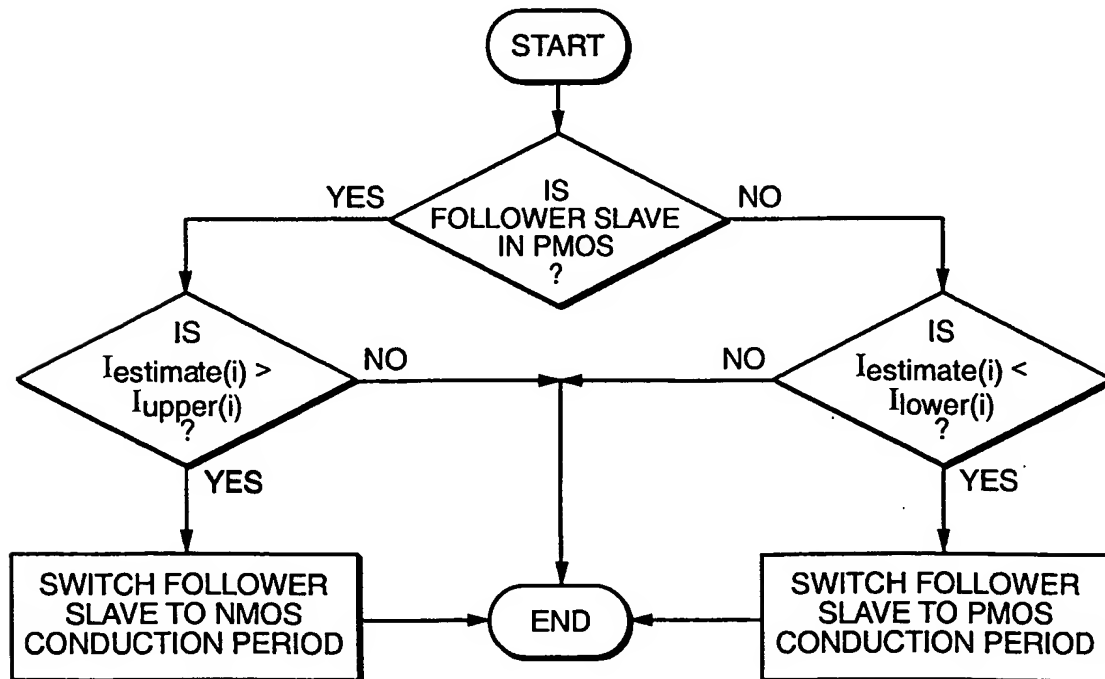 START
IS
FOLLOWER SLAVE
IN PMOS
?
YES
NO
IS
Iestimate(i) >
Iupper(i)
?
NO
YES
IS
Iestimate(i) <
Ilower(i)
?
NO
YES
SWITCH FOLLOWER
SLAVE TO NMOS
CONDUCTION PERIOD
END
SWITCH FOLLOWER
SLAVE TO PMOS
CONDUCTION PERIOD